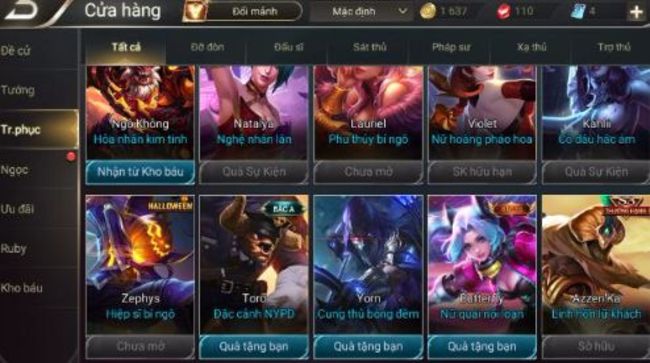 Cửa hàng
Đổi mảnh
Mặc định
1 637
110
4
Đề cử
Tướng
Tr.phục
Ngọc
Ưu đãi
Ruby
Kho báu
Tất cả
Đỡ đòn
Đấu sĩ
Sát thủ
Pháp sư
Xạ thủ
Trợ thủ
Ngộ Không
Hỏa nhãn kim tinh
Nhận từ Kho báu
Natalya
Nghệ nhân lân
Quà Sự Kiện
Lauriel
Phù thủy bí ngô
Chưa mở
Violet
Nữ hoàng pháo hoa
SK hữu hạn
Kahlii
Cô dâu hắc ám
Quà Sự Kiện
HALLOWEEN
Zephys
Hiệp sĩ bí ngô
Chưa mở
BẬC A
Toro
Đặc cảnh NYPD
Quà tặng bạn
Yorn
Cung thủ bóng đêm
Quà tặng bạn
Butterfly
Nữ quái nổi loạn
Quà tặng bạn
Azzen'Ka
Linh hồn lữ khách
Sở hữu